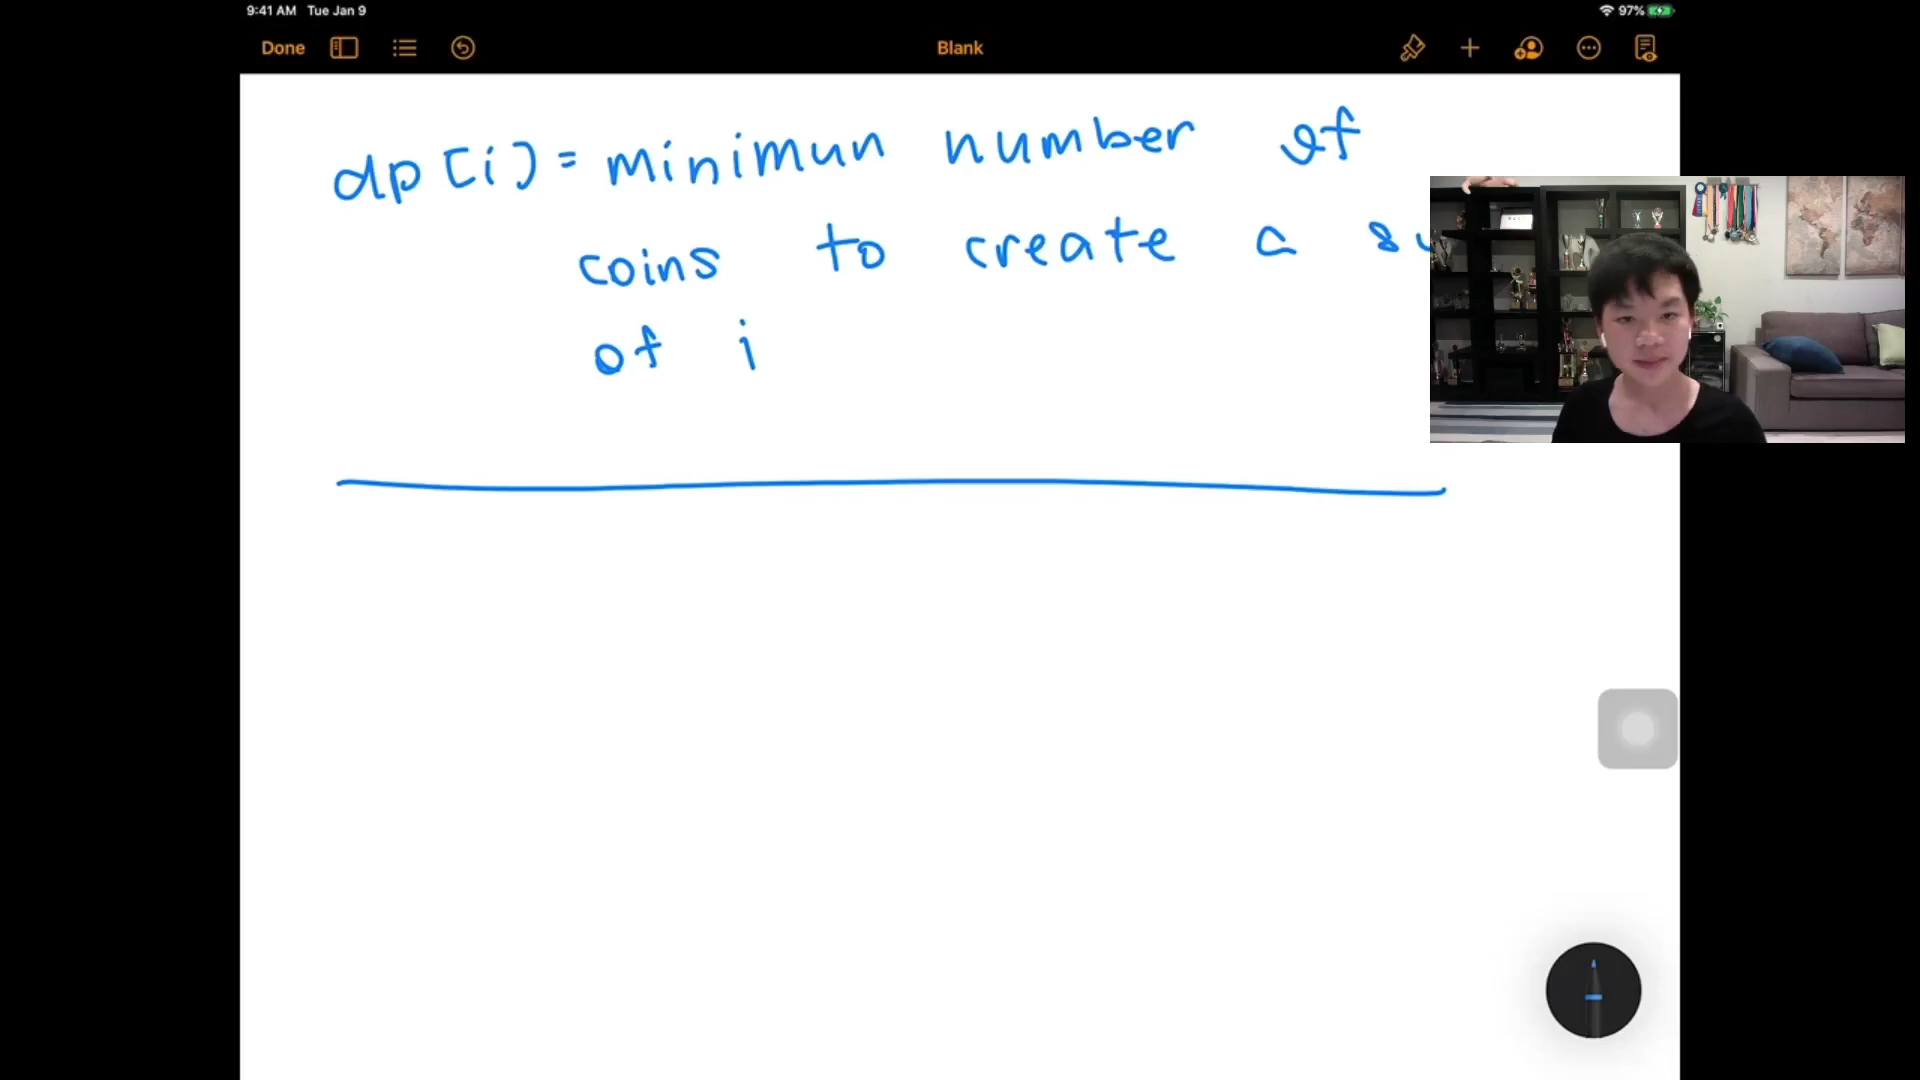 9:41 AM Tue Jan 9
97%
Done
Blank
dp[i] = minimun number of
coins to create a
of i